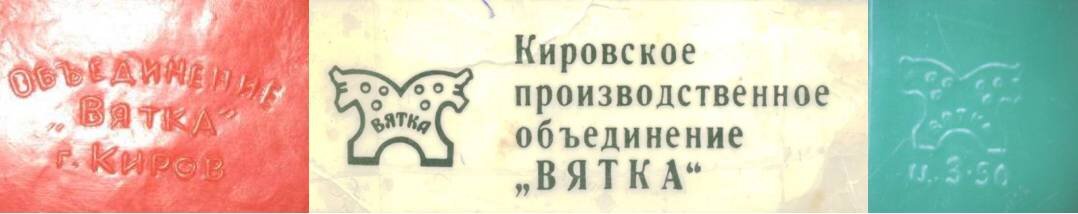 ОБЪЕДИНЕНИЕ
„ВЯТКА“
г. КИРОВ
ВЯТКА
Кировское
производственное
объединение
„ВЯТКА“
ВЯТКА
ц. 3-50